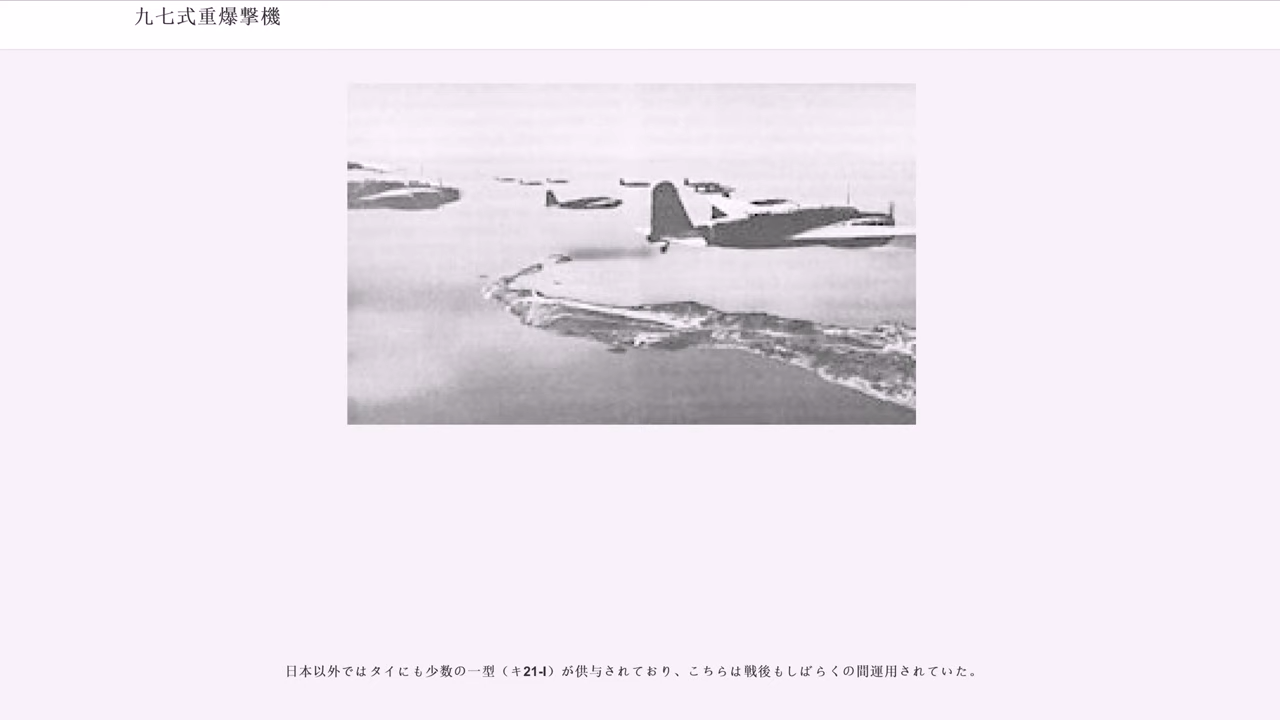 九七式重爆撃機
日本以外ではタイにも少数の一型（キ21-I）が供与されており、こちらは戦後もしばらくの間運用されていた。